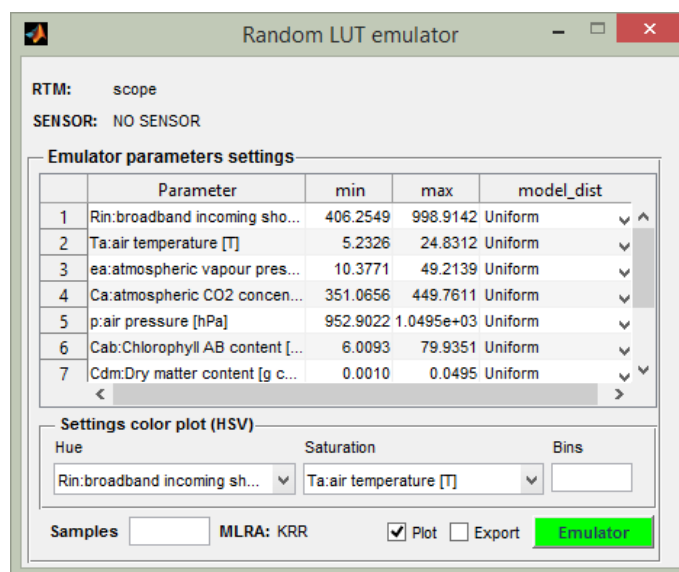 Random LUT emulator
RTM: scope
SENSOR: NO SENSOR
Emulator parameters settings
Parameter min max model_dist
1 Rin:broadband incoming sho... 406.2549 998.9142 Uniform
2 Ta:air temperature [T] 5.2326 24.8312 Uniform
3 ea:atmospheric vapour pres... 10.3771 49.2139 Uniform
4 Ca:atmospheric CO2 concen... 351.0656 449.7611 Uniform
5 p:air pressure [hPa] 952.9022 1.0495e+03 Uniform
6 Cab:Chlorophyll AB content [... 6.0093 79.9351 Uniform
7 Cdm:Dry matter content [g c... 0.0010 0.0495 Uniform
Settings color plot (HSV)
Hue Saturation Bins
Rin:broadband incoming sh... Ta:air temperature [T]
Samples MLRA: KRR Plot Export Emulator